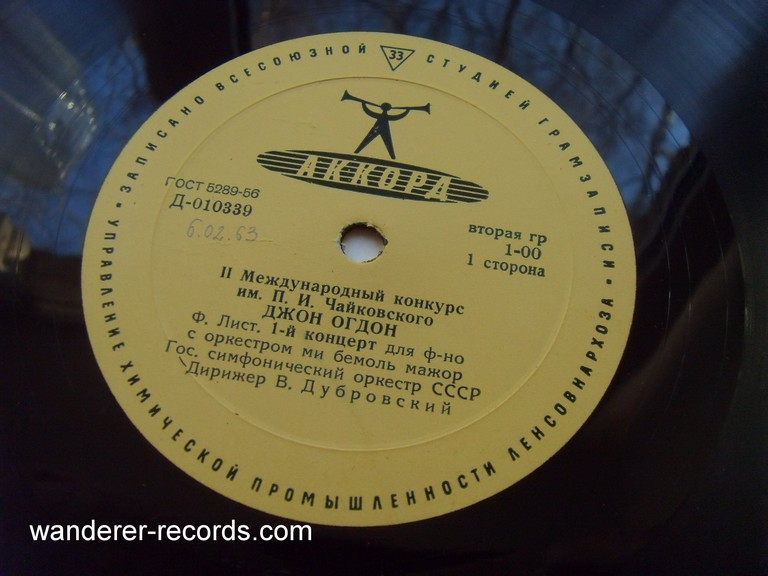 • ЗАПИСАНО ВСЕСОЮЗНОЙ 33 СТУДИЕЙ ГРАМЗАПИСИ •
АККОРД
ГОСТ 5289-56
Д-010339
6.02.63
вторая гр
1-00
1 сторона
II Международный конкурс
им. П. И. Чайковского
ДЖОН ОГДОН
Ф. Лист. 1-й концерт для ф-но
с оркестром ми бемоль мажор
Гос. симфонический оркестр СССР
Дирижер В. Дубровский
УПРАВЛЕНИЕ ХИМИЧЕСКОЙ ПРОМЫШЛЕННОСТИ ЛЕНСОВНАРХОЗА
wanderer-records.com